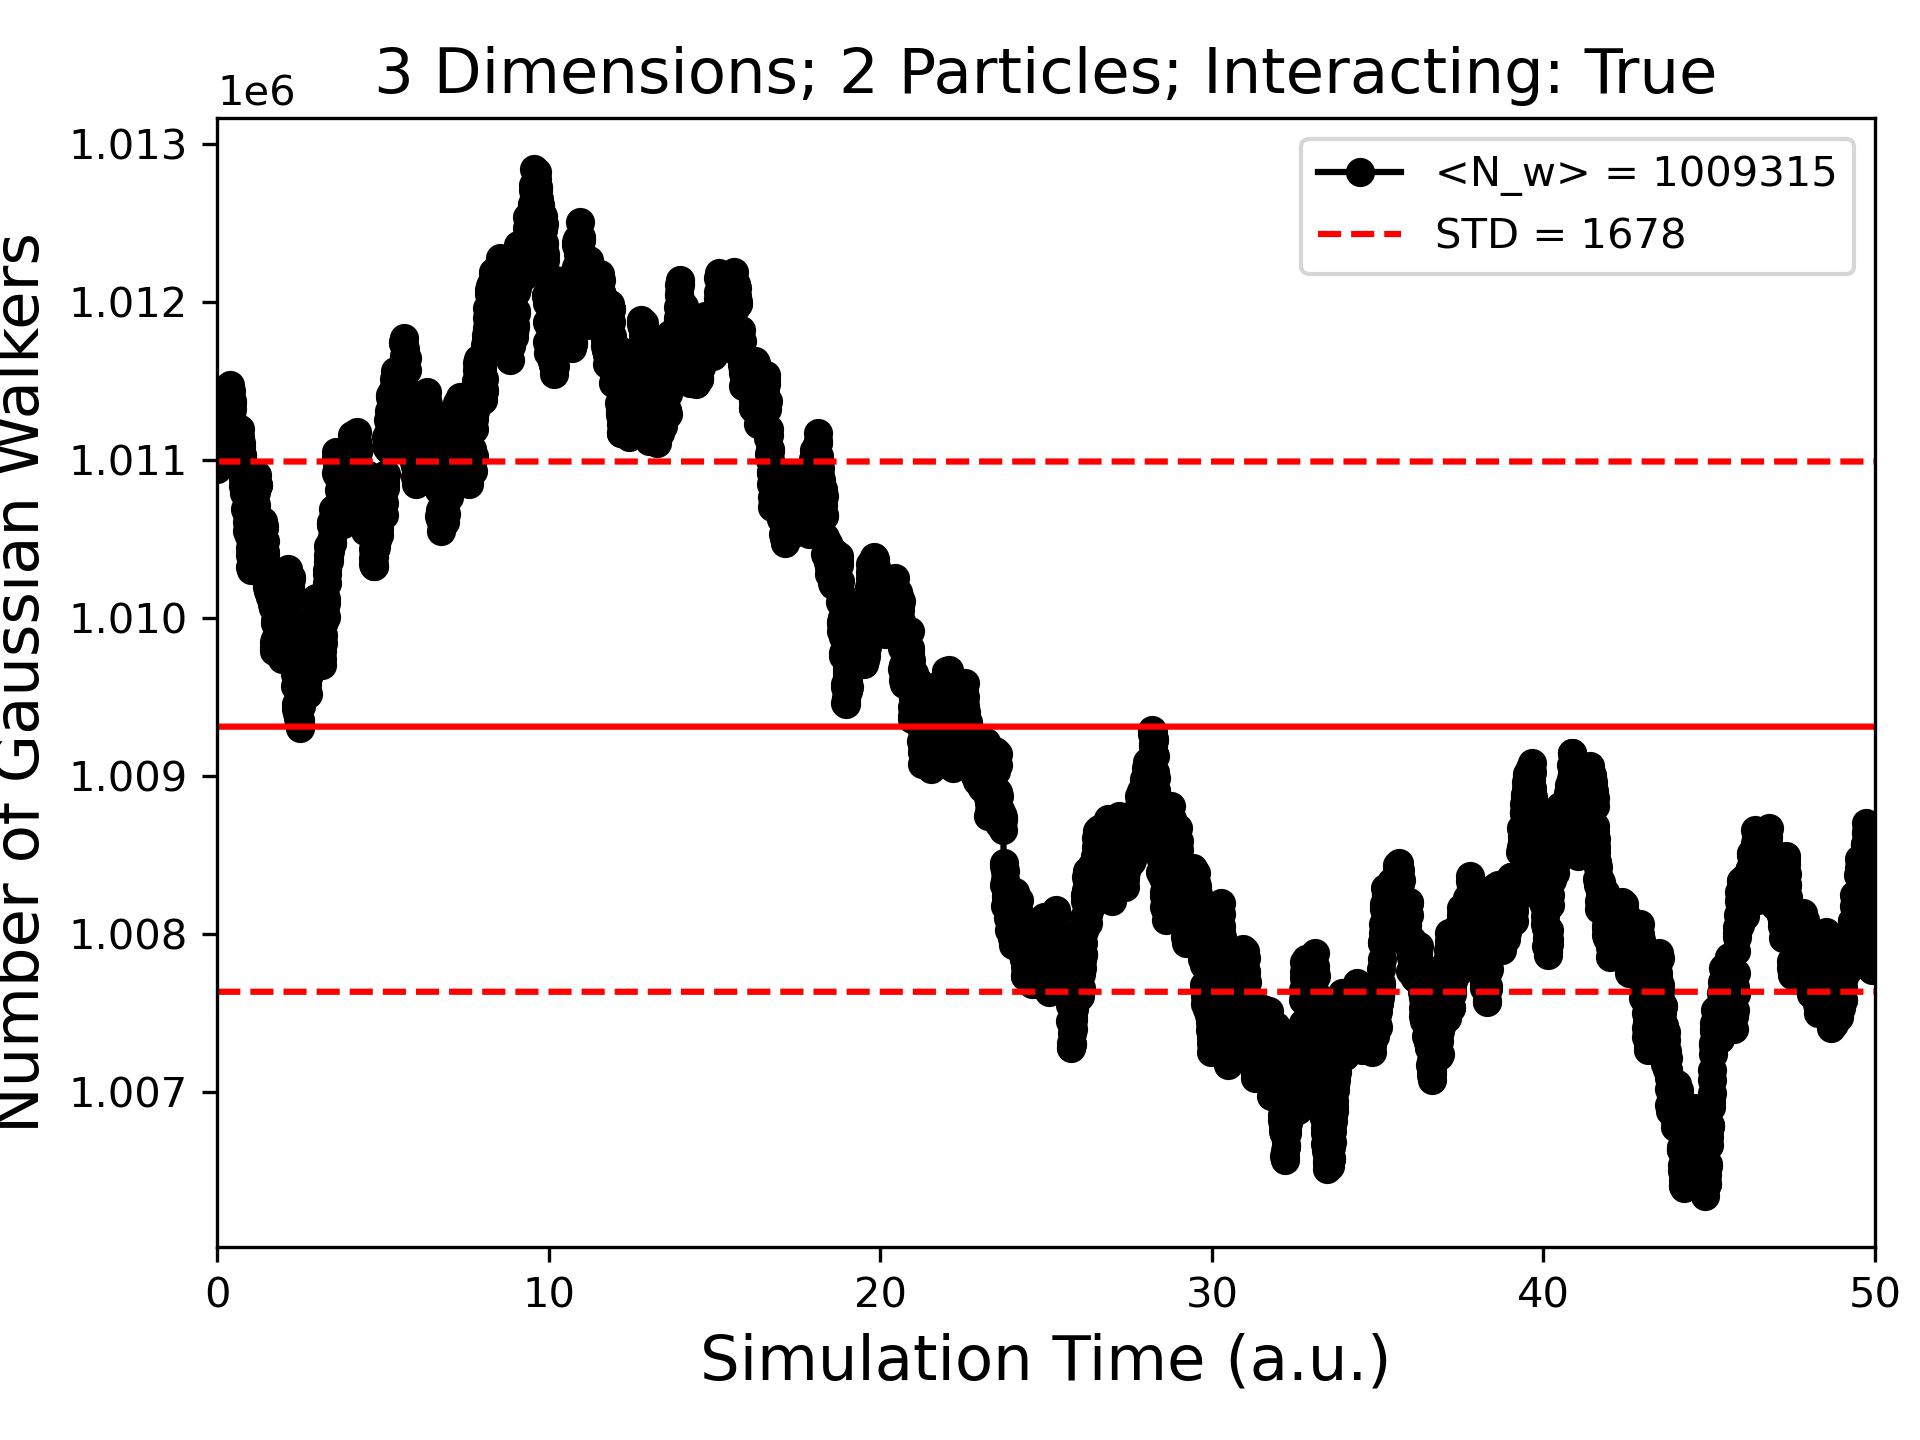 3 Dimensions; 2 Particles; Interacting: True
1e6
<N_w> = 1009315
STD = 1678
1.013
1.012
1.011
1.010
1.009
1.008
1.007
Number of Gaussian Walkers
0 10 20 30 40 50
Simulation Time (a.u.)